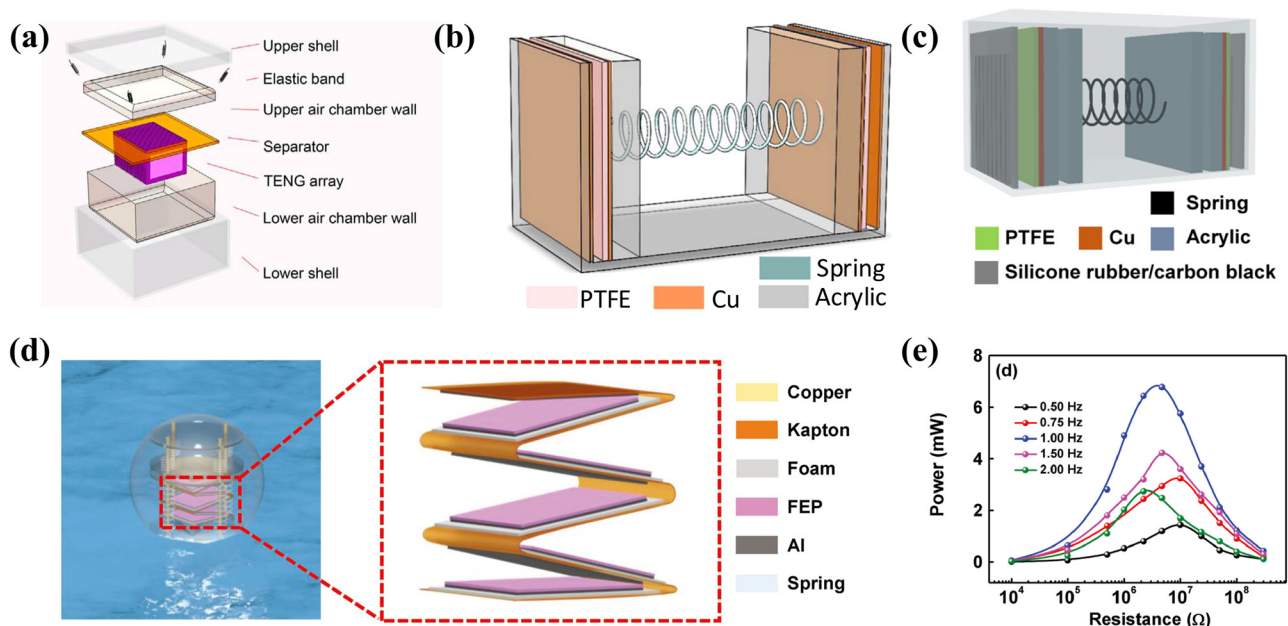 (a)
Upper shell
Elastic band
Upper air chamber wall
Separator
TENG array
Lower air chamber wall
Lower shell
(b)
Spring
PTFE Cu Acrylic
(c)
Spring
PTFE Cu Acrylic
Silicone rubber/carbon black
(d)
Copper
Kapton
Foam
FEP
Al
Spring
(e)
(d)
0.50 Hz
0.75 Hz
1.00 Hz
1.50 Hz
2.00 Hz
Power (mW)
8
6
4
2
0
10⁴ 10⁵ 10⁶ 10⁷ 10⁸
Resistance (Ω)